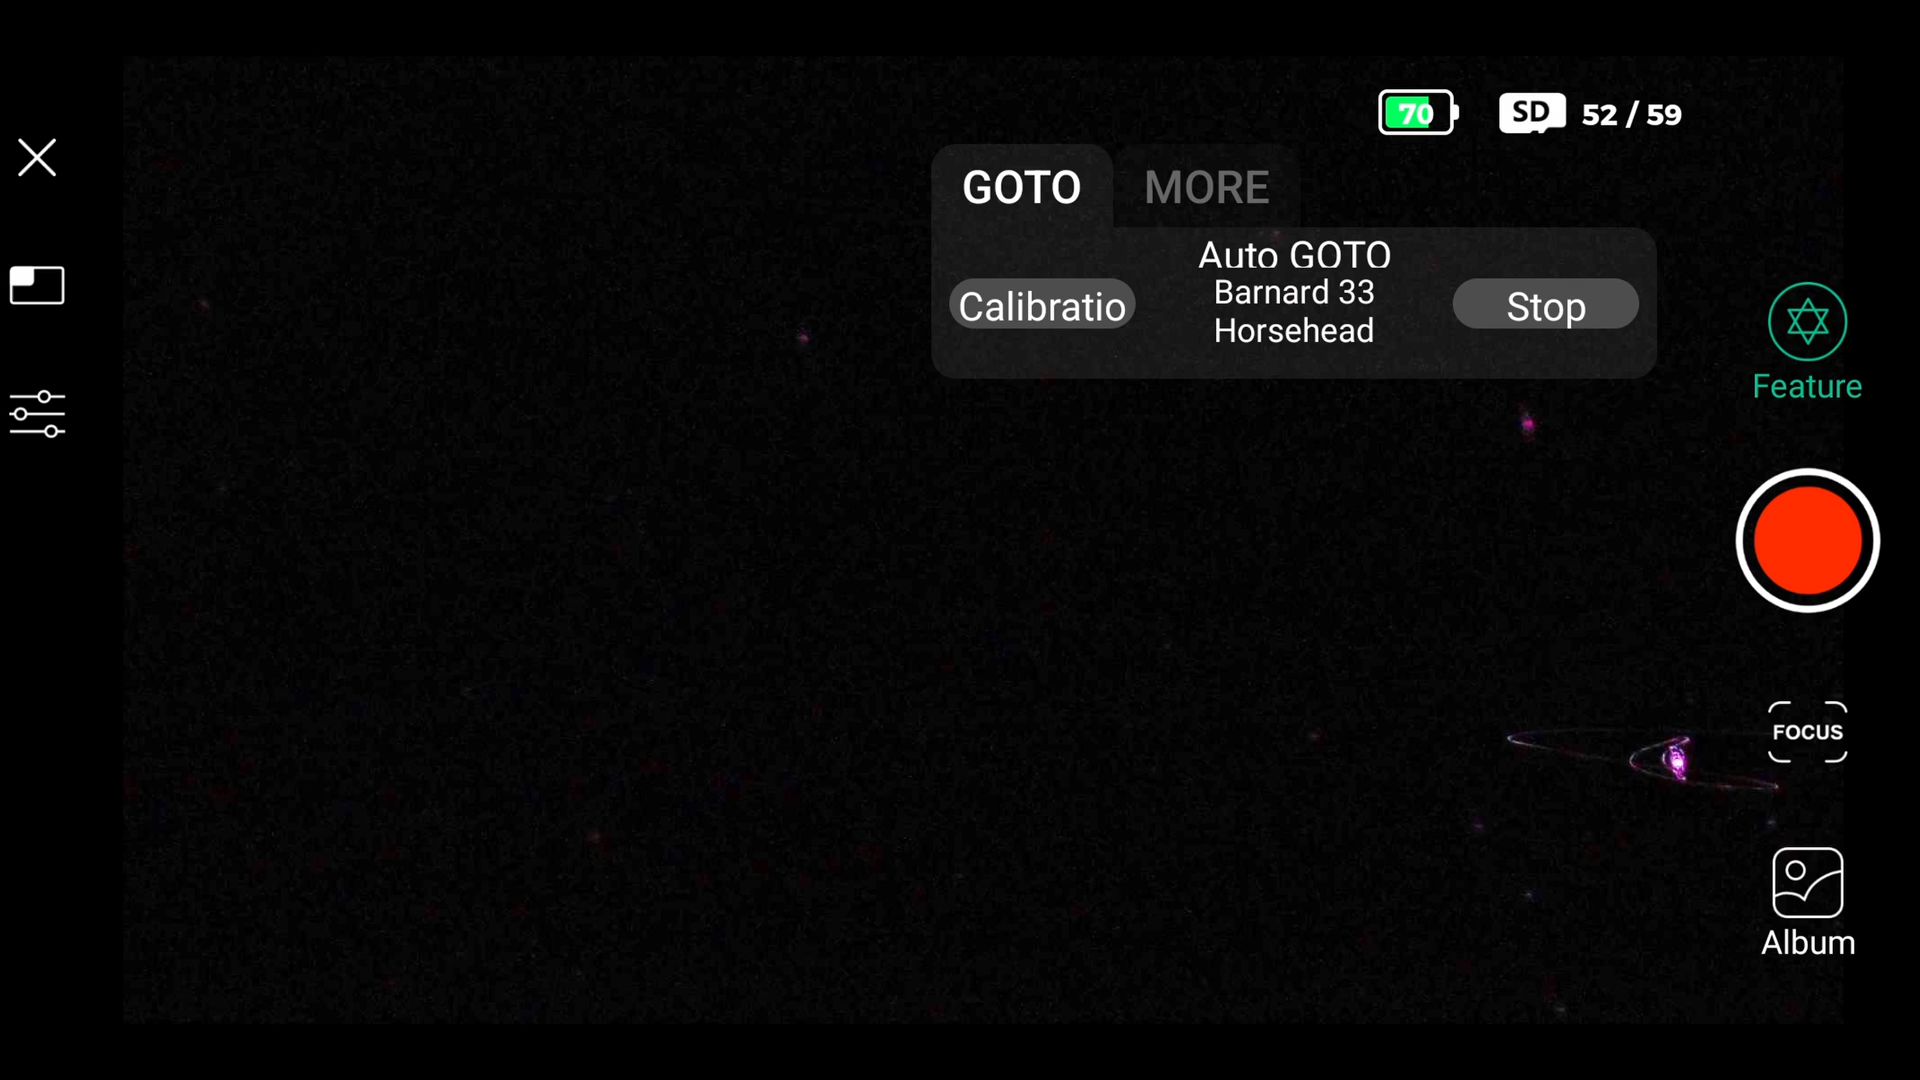 70 SD 52 / 59
GOTO MORE
Auto GOTO
Calibratio Barnard 33 Stop
Horsehead
Feature
FOCUS
Album